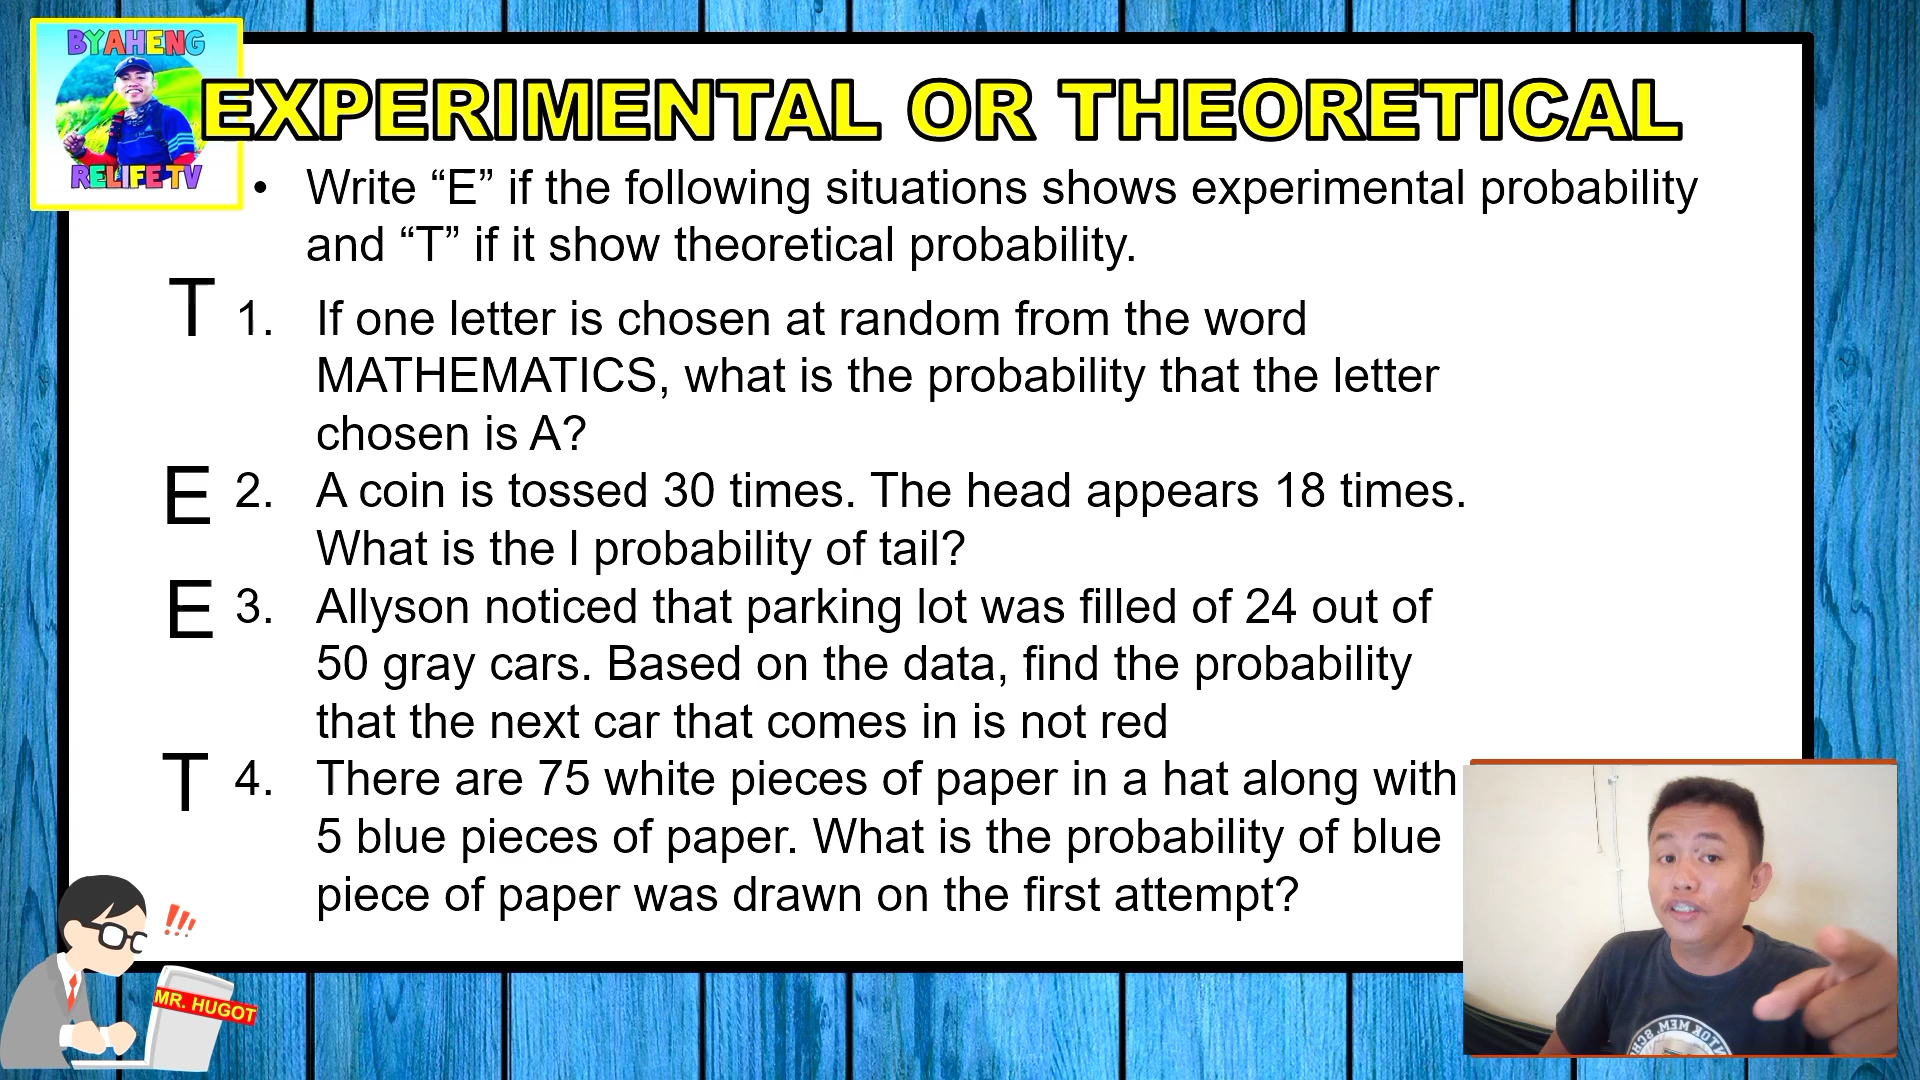 BYAHENG
RELIFE TV
EXPERIMENTAL OR THEORETICAL
• Write “E” if the following situations shows experimental probability
and “T” if it show theoretical probability.
T 1. If one letter is chosen at random from the word
MATHEMATICS, what is the probability that the letter
chosen is A?
E 2. A coin is tossed 30 times. The head appears 18 times.
What is the l probability of tail?
E 3. Allyson noticed that parking lot was filled of 24 out of
50 gray cars. Based on the data, find the probability
that the next car that comes in is not red
T 4. There are 75 white pieces of paper in a hat along with
5 blue pieces of paper. What is the probability of blue
piece of paper was drawn on the first attempt?
!!!
MR. HUGOT